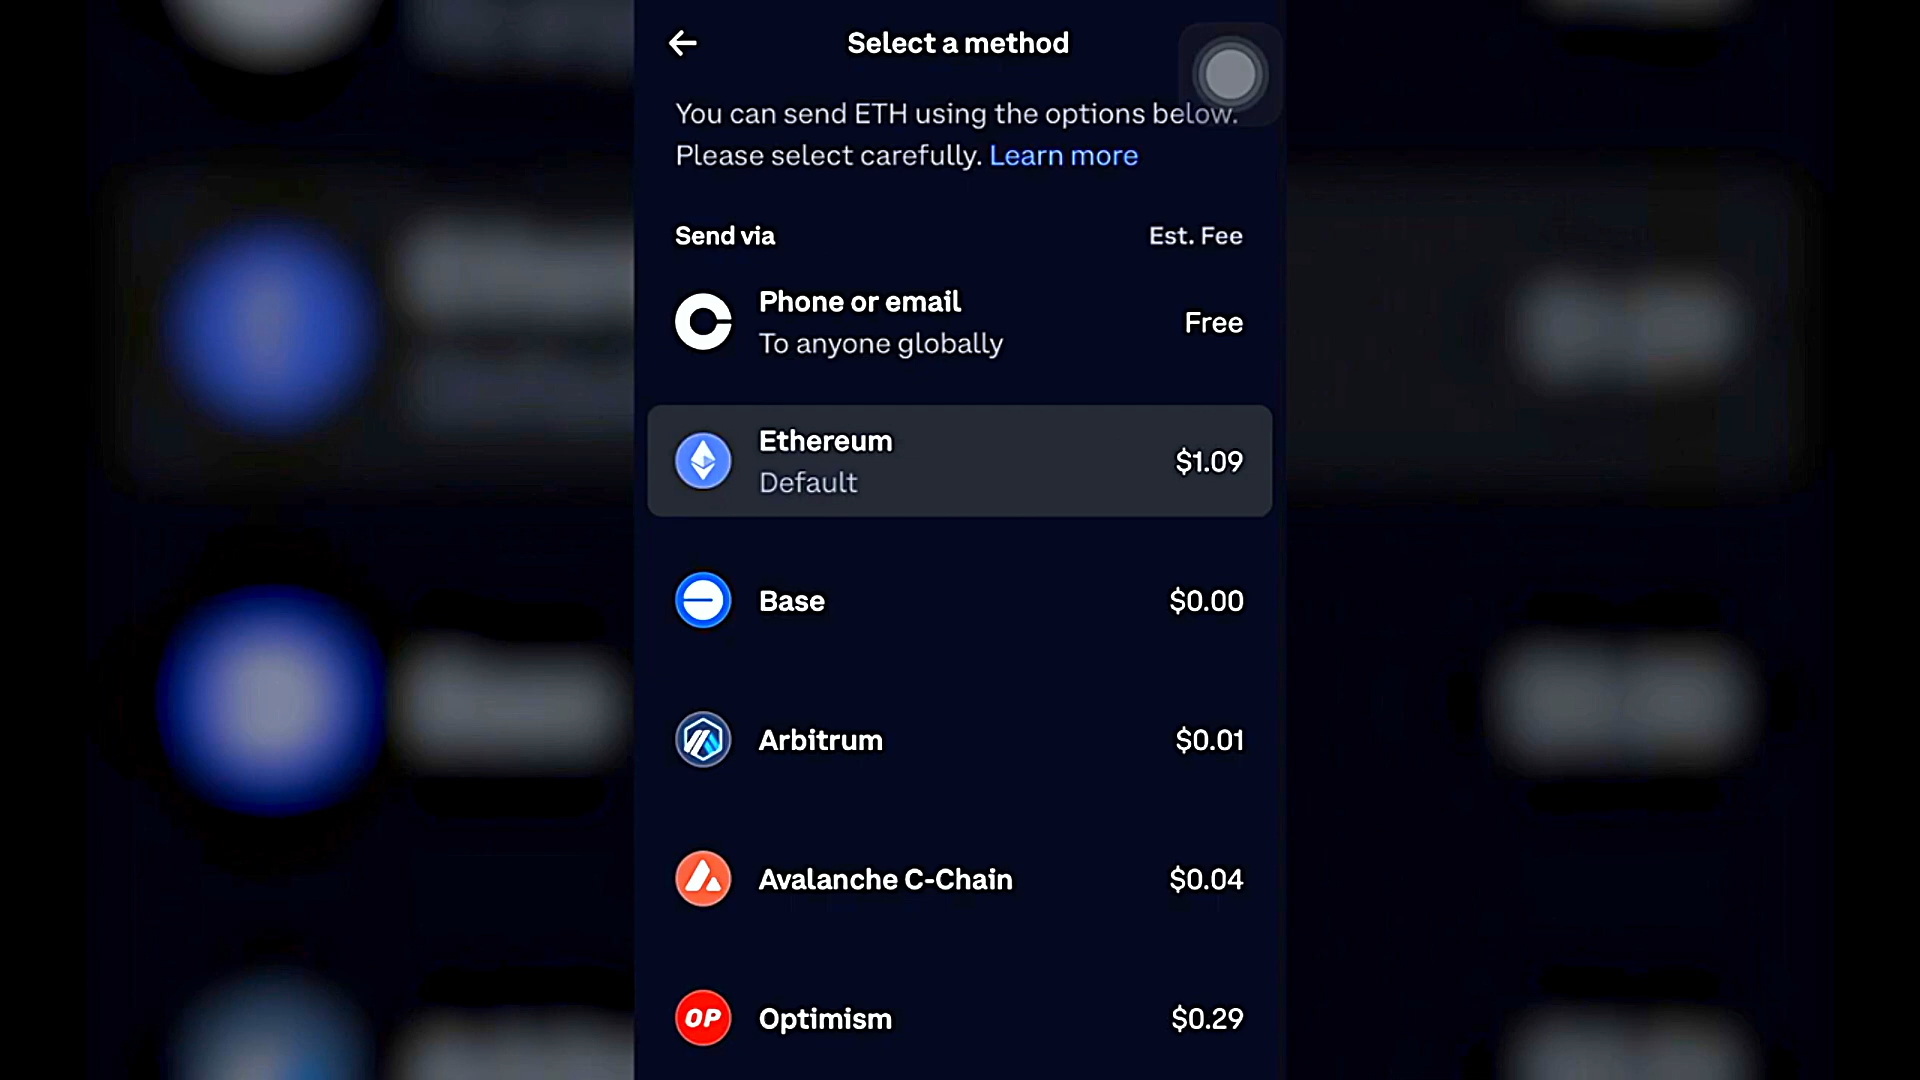 Select a method
You can send ETH using the options below.
Please select carefully. Learn more
Send via Est. Fee
Phone or email
To anyone globally
Free
Ethereum
Default
$1.09
Base $0.00
Arbitrum $0.01
Avalanche C-Chain $0.04
OP Optimism $0.29